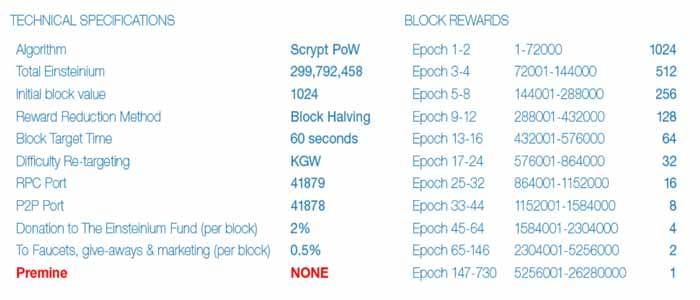 TECHNICAL SPECIFICATIONS
Algorithm Scrypt PoW
Total Einsteinium 299,792,458
Initial block value 1024
Reward Reduction Method Block Halving
Block Target Time 60 seconds
Difficulty Re-targeting KGW
RPC Port 41879
P2P Port 41878
Donation to The Einsteinium Fund (per block) 2%
To Faucets, give-aways & marketing (per block) 0.5%
Premine NONE
BLOCK REWARDS
Epoch 1-2 1-72000 1024
Epoch 3-4 72001-144000 512
Epoch 5-8 144001-288000 256
Epoch 9-12 288001-432000 128
Epoch 13-16 432001-576000 64
Epoch 17-24 576001-864000 32
Epoch 25-32 864001-1152000 16
Epoch 33-44 1152001-1584000 8
Epoch 45-64 1584001-2304000 4
Epoch 65-146 2304001-5256000 2
Epoch 147-730 5256001-26280000 1